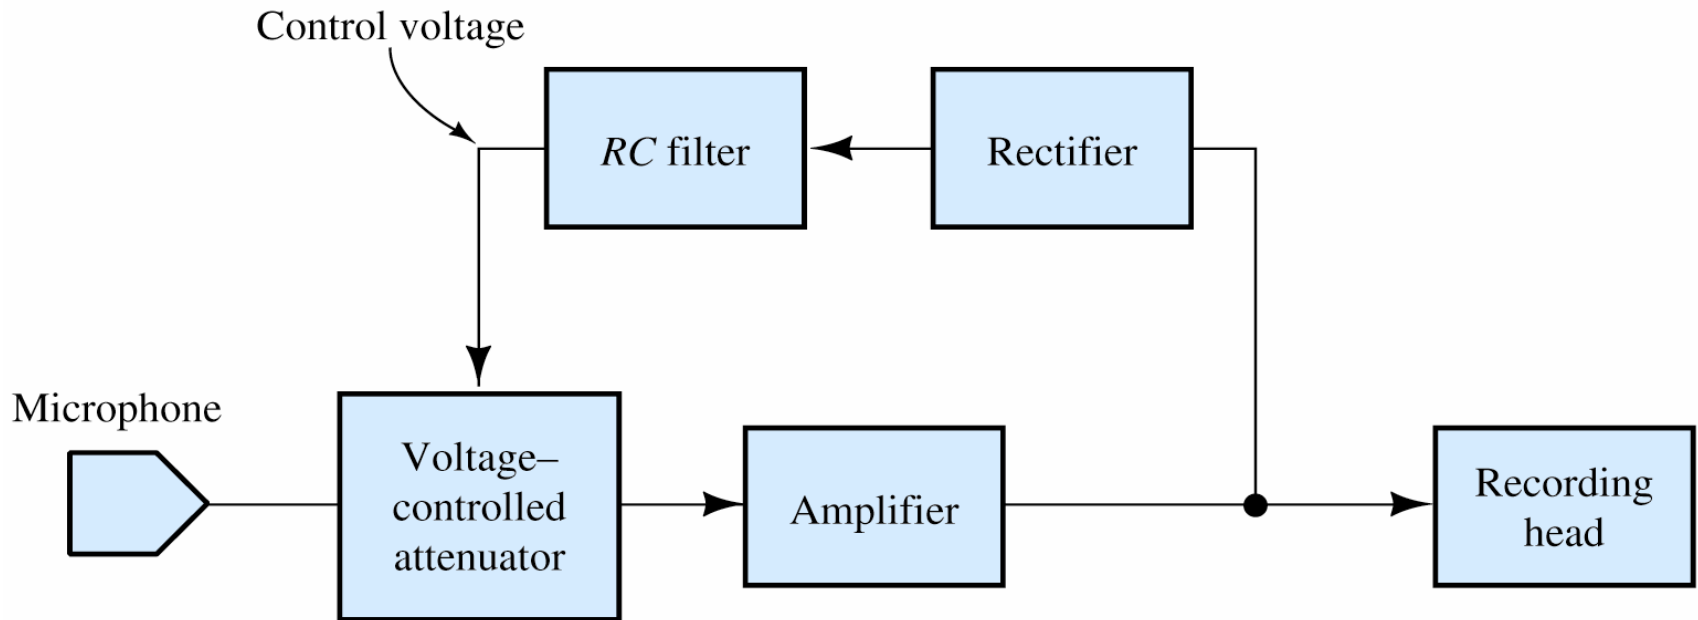 Control voltage
RC filter
Rectifier
Microphone
Voltage–
controlled
attenuator
Amplifier
Recording
head